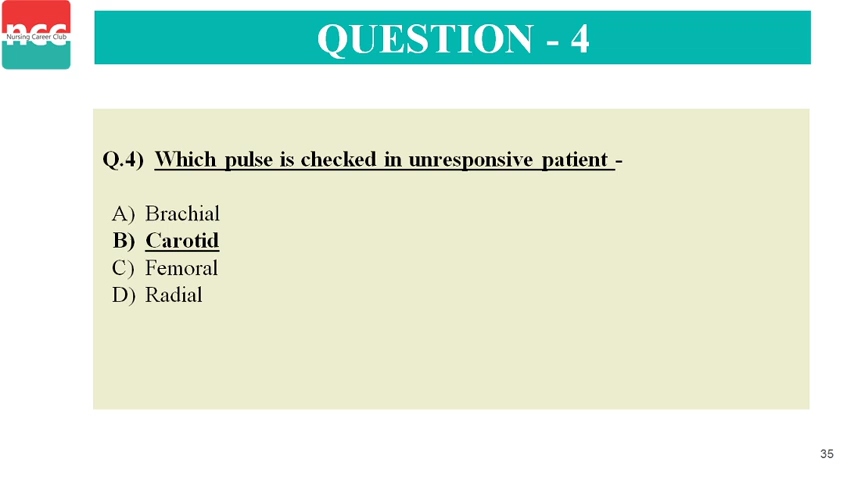 ncc
Nursing Career Club
QUESTION - 4
Q.4) Which pulse is checked in unresponsive patient -
A) Brachial
B) Carotid
C) Femoral
D) Radial
35